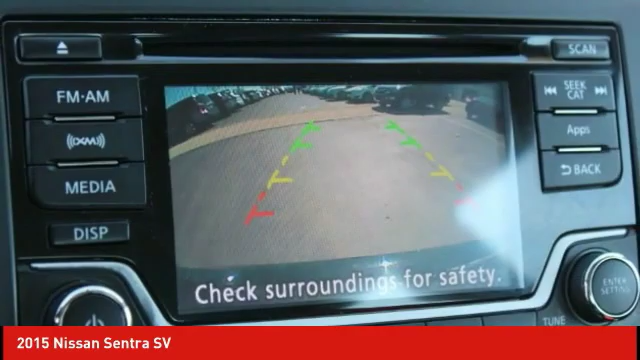 SCAN
FM·AM
SEEK
CAT
XM
Apps
MEDIA
BACK
DISP
Check surroundings for safety.
ENTER
SETTING
TUNE
2015 Nissan Sentra SV